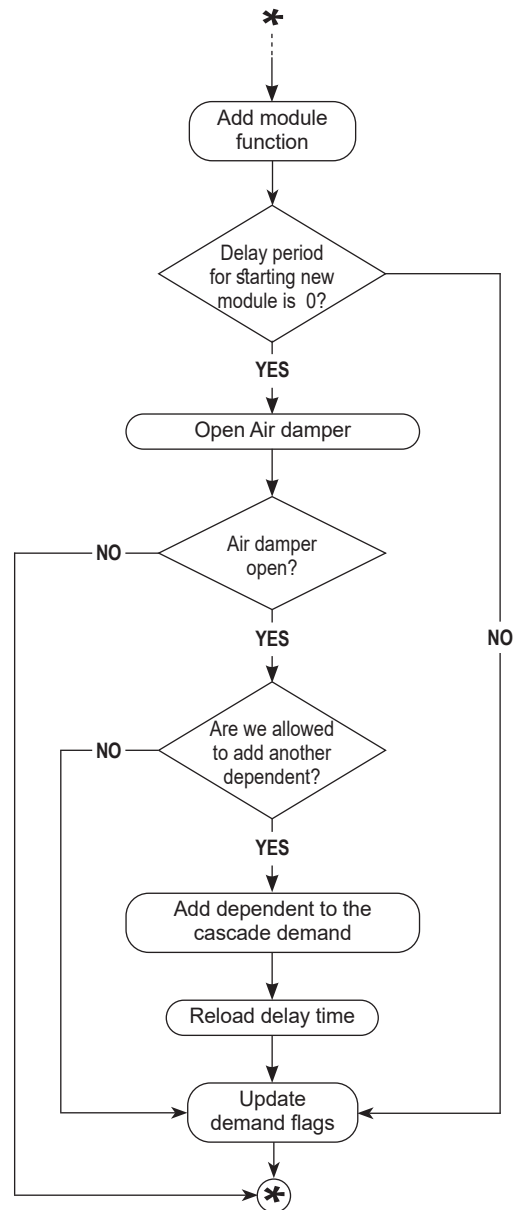 *
Add module
function
Delay period
for starting new
module is 0?
YES
Open Air damper
NO
Air damper
open?
YES
NO
NO
Are we allowed
to add another
dependent?
YES
Add dependent to the
cascade demand
Reload delay time
Update
demand flags
*